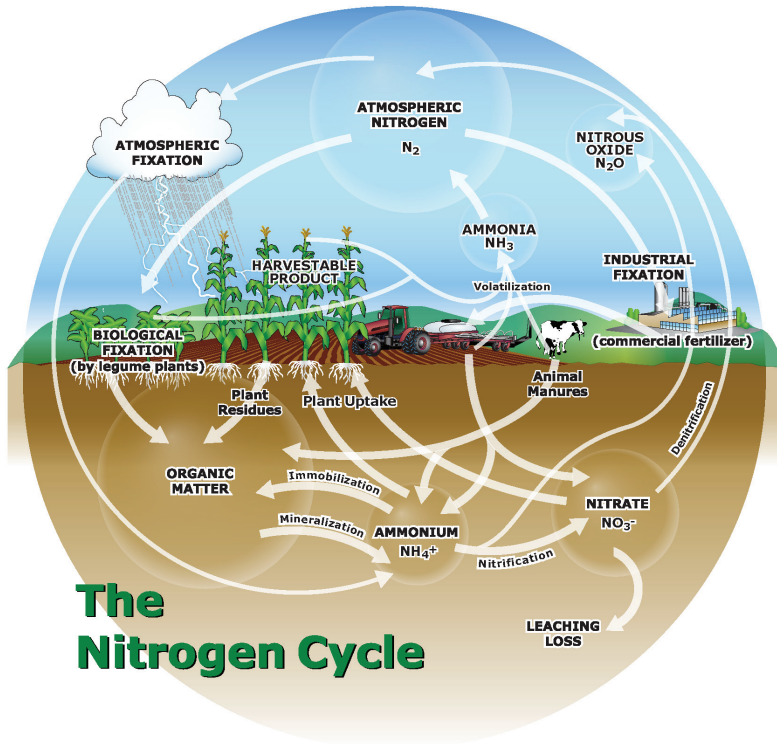 ATMOSPHERIC
NITROGEN
N₂
ATMOSPHERIC
FIXATION
NITROUS
OXIDE
N₂O
AMMONIA
NH₃
HARVESTABLE
PRODUCT
Volatilization
INDUSTRIAL
FIXATION
(commercial fertilizer)
BIOLOGICAL
FIXATION
(by legume plants)
Plant
Residues
Plant Uptake
Animal
Manures
Denitrification
ORGANIC
MATTER
Immobilization
Mineralization
AMMONIUM
NH₄⁺
Nitrification
NITRATE
NO₃⁻
LEACHING
LOSS
The
Nitrogen Cycle